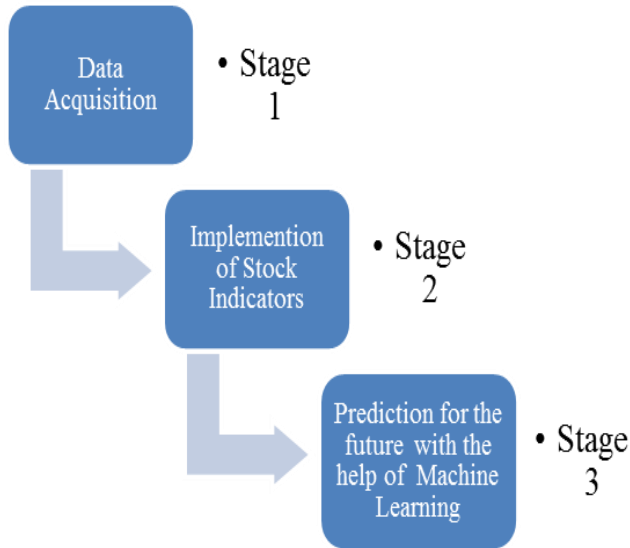 Data
Acquisition
• Stage
1
Implemention
of Stock
Indicators
• Stage
2
Prediction for the
future with the
help of Machine
Learning
• Stage
3